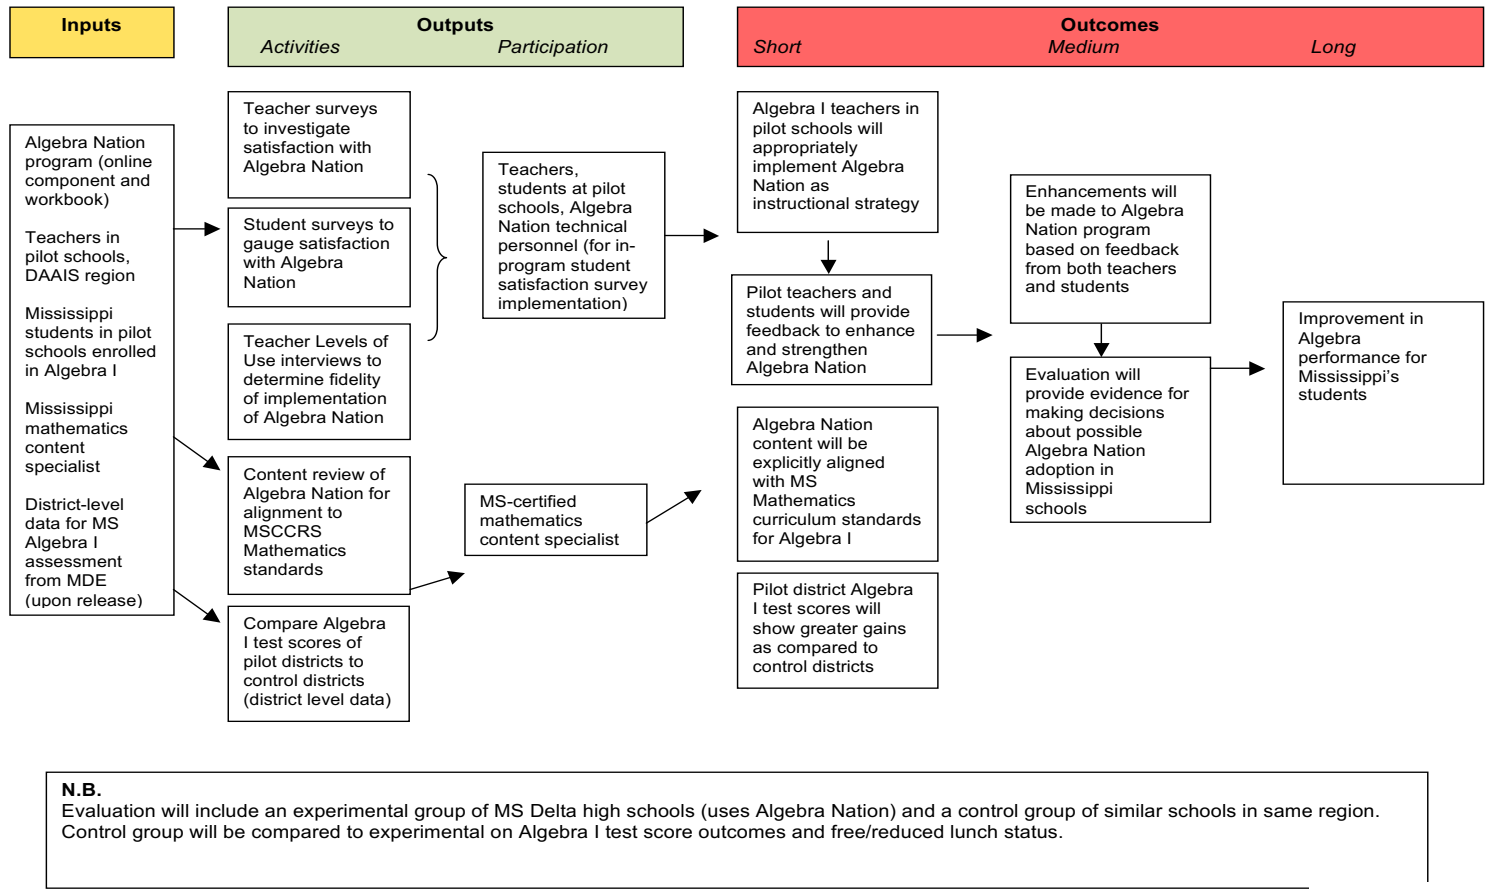 Inputs
Outputs
Activities
Participation
Outcomes
Short
Medium
Long
Algebra Nation
program (online
component and
workbook)
Teachers in
pilot schools,
DAAIS region
Mississippi
students in pilot
schools enrolled
in Algebra I
Mississippi
mathematics
content
specialist
District-level
data for MS
Algebra I
assessment
from MDE
(upon release)
Teacher surveys
to investigate
satisfaction with
Algebra Nation
Student surveys to
gauge satisfaction
with Algebra
Nation
Teacher Levels of
Use interviews to
determine fidelity
of implementation
of Algebra Nation
Content review of
Algebra Nation for
alignment to
MSCCRS
Mathematics
standards
Compare Algebra
I test scores of
pilot districts to
control districts
(district level data)
Teachers,
students at pilot
schools, Algebra
Nation technical
personnel (for in-
program student
satisfaction survey
implementation)
MS-certified
mathematics
content specialist
Algebra I teachers in
pilot schools will
appropriately
implement Algebra
Nation as
instructional strategy
Pilot teachers and
students will provide
feedback to enhance
and strengthen
Algebra Nation
Algebra Nation
content will be
explicitly aligned
with MS
Mathematics
curriculum standards
for Algebra I
Pilot district Algebra
I test scores will
show greater gains
as compared to
control districts
Enhancements will
be made to Algebra
Nation program
based on feedback
from both teachers
and students
Evaluation will
provide evidence for
making decisions
about possible
Algebra Nation
adoption in
Mississippi
schools
Improvement in
Algebra
performance for
Mississippi's
students
N.B.
Evaluation will include an experimental group of MS Delta high schools (uses Algebra Nation) and a control group of similar schools in same region.
Control group will be compared to experimental on Algebra I test score outcomes and free/reduced lunch status.